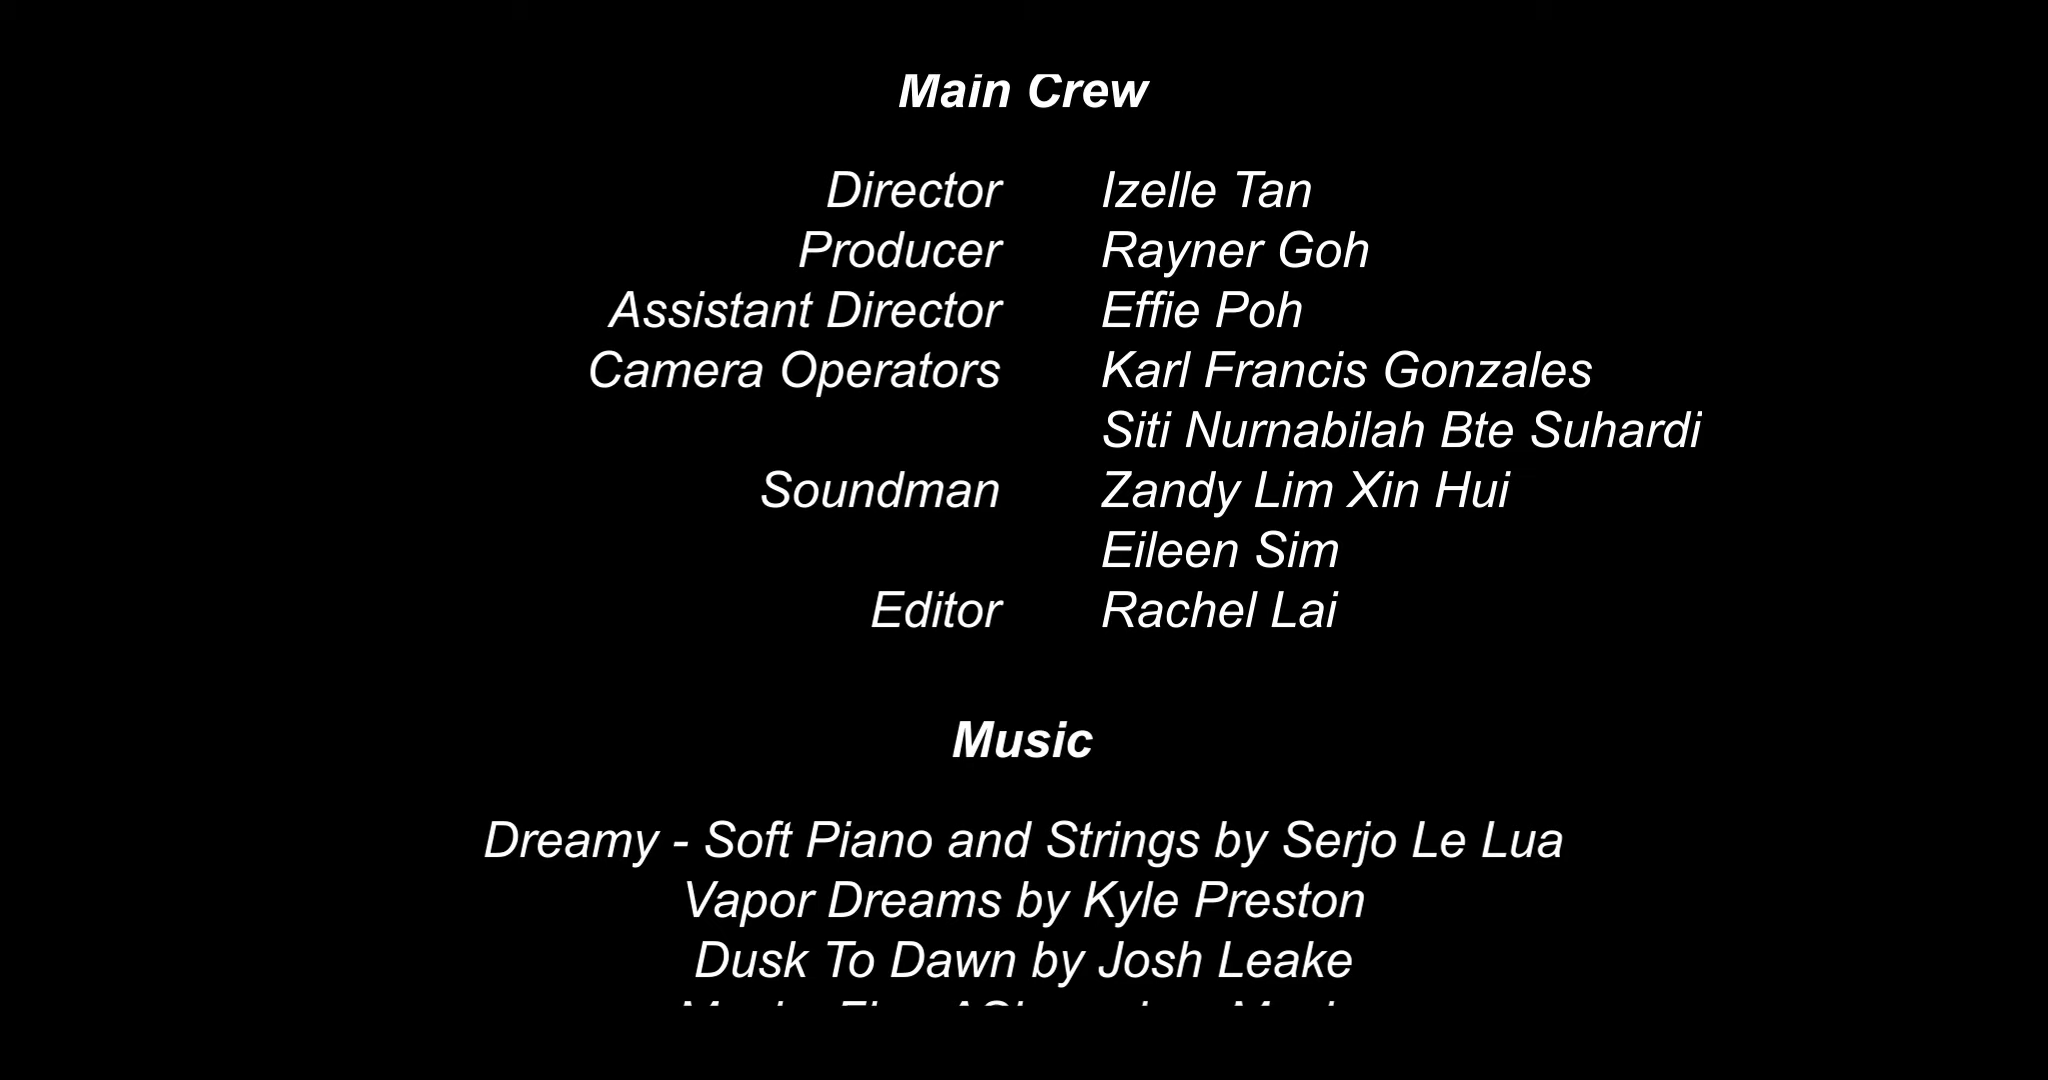 Main Crew
Director Izelle Tan
Producer Rayner Goh
Assistant Director Effie Poh
Camera Operators Karl Francis Gonzales
Siti Nurnabilah Bte Suhardi
Soundman Zandy Lim Xin Hui
Eileen Sim
Editor Rachel Lai
Music
Dreamy - Soft Piano and Strings by Serjo Le Lua
Vapor Dreams by Kyle Preston
Dusk To Dawn by Josh Leake